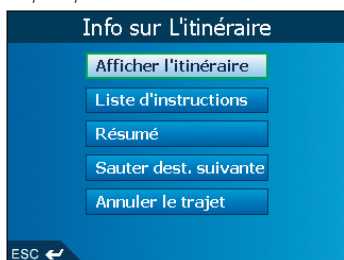 Info sur L'itinéraire
Afficher l'itinéraire
Liste d'instructions
Résumé
Sauter dest. suivante
Annuler le trajet
ESC